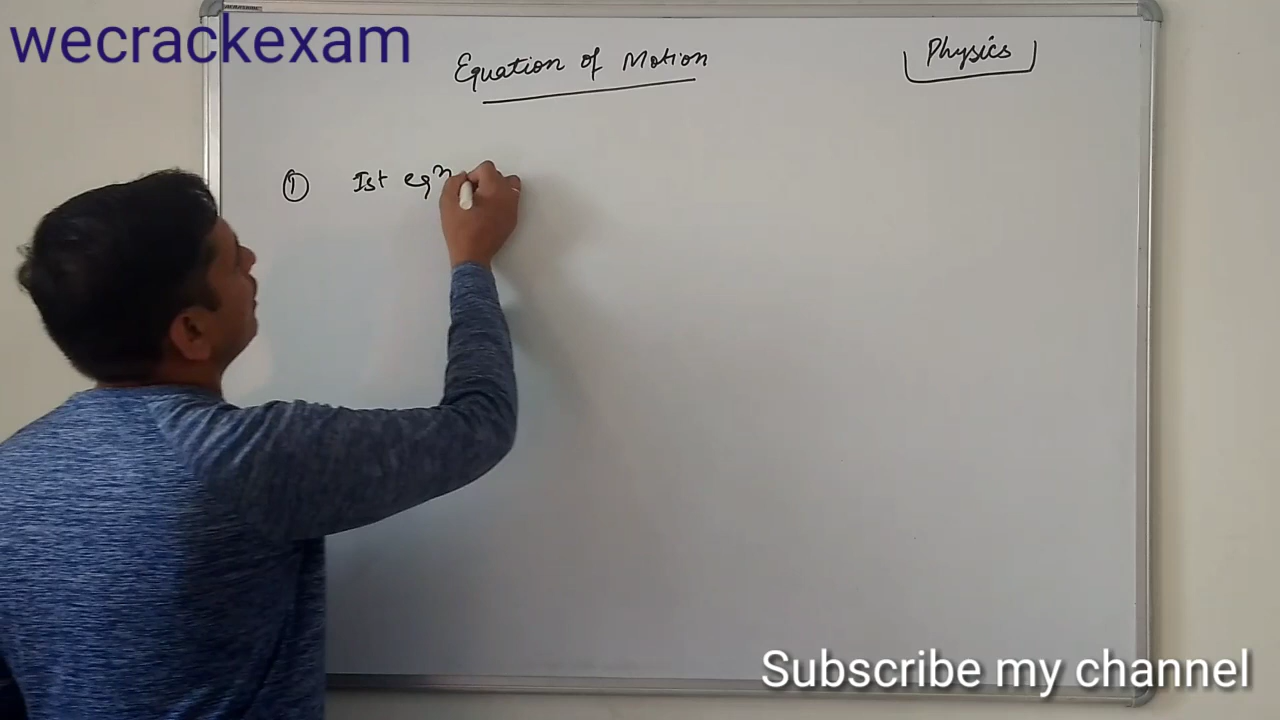 wecrackexam
Equation of Motion
Physics
① Ist eqⁿ
Subscribe my channel